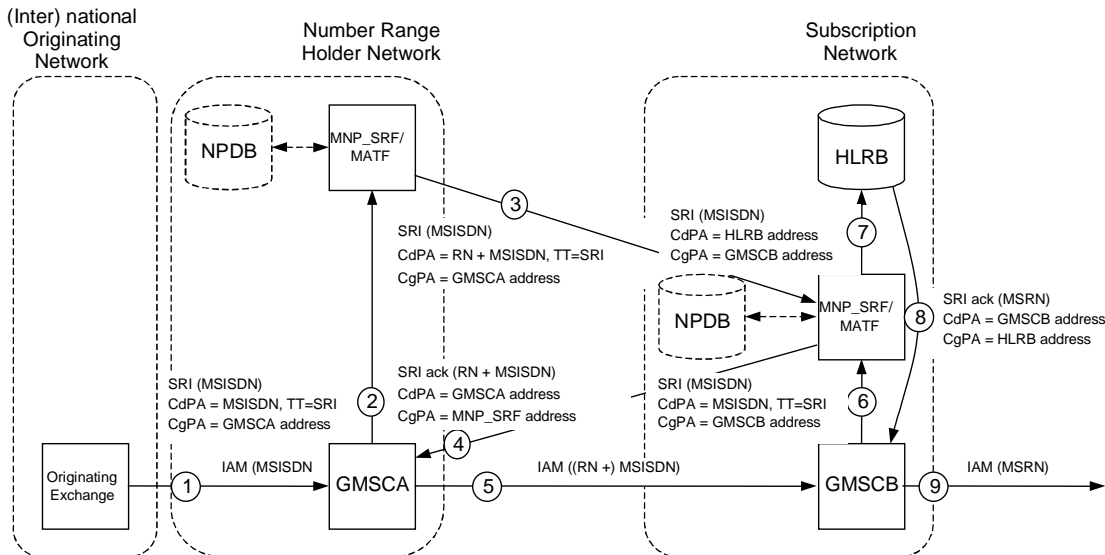 (Inter) national
Originating
Network
Number Range
Holder Network
Subscription
Network
NPDB
MNP_SRF/
MATF
HLRB
3
SRI (MSISDN)
CdPA = RN + MSISDN, TT=SRI
CgPA = GMSCA address
SRI (MSISDN)
CdPA = HLRB address
CgPA = GMSCB address
7
NPDB
MNP_SRF/
MATF
8
SRI ack (MSRN)
CdPA = GMSCB address
CgPA = HLRB address
SRI (MSISDN)
CdPA = MSISDN, TT=SRI
CgPA = GMSCA address
2
SRI ack (RN + MSISDN)
CdPA = GMSCA address
CgPA = MNP_SRF address
4
SRI (MSISDN)
CdPA = MSISDN, TT=SRI
CgPA = GMSCB address
6
Originating
Exchange
1
IAM (MSISDN
GMSCA
5
IAM ((RN +) MSISDN)
GMSCB
9
IAM (MSRN)